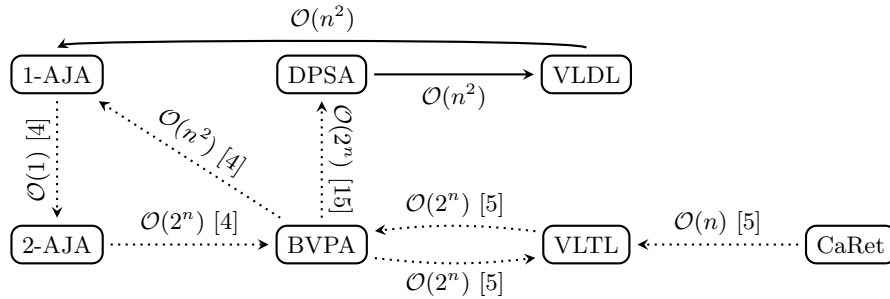 𝒪(n²)
1-AJA
DPSA
VLDL
𝒪(n²)
𝒪(1) [4]
𝒪(n²) [4]
𝒪(2ⁿ) [15]
2-AJA
𝒪(2ⁿ) [4]
BVPA
𝒪(2ⁿ) [5]
𝒪(2ⁿ) [5]
VLTL
𝒪(n) [5]
CaRet